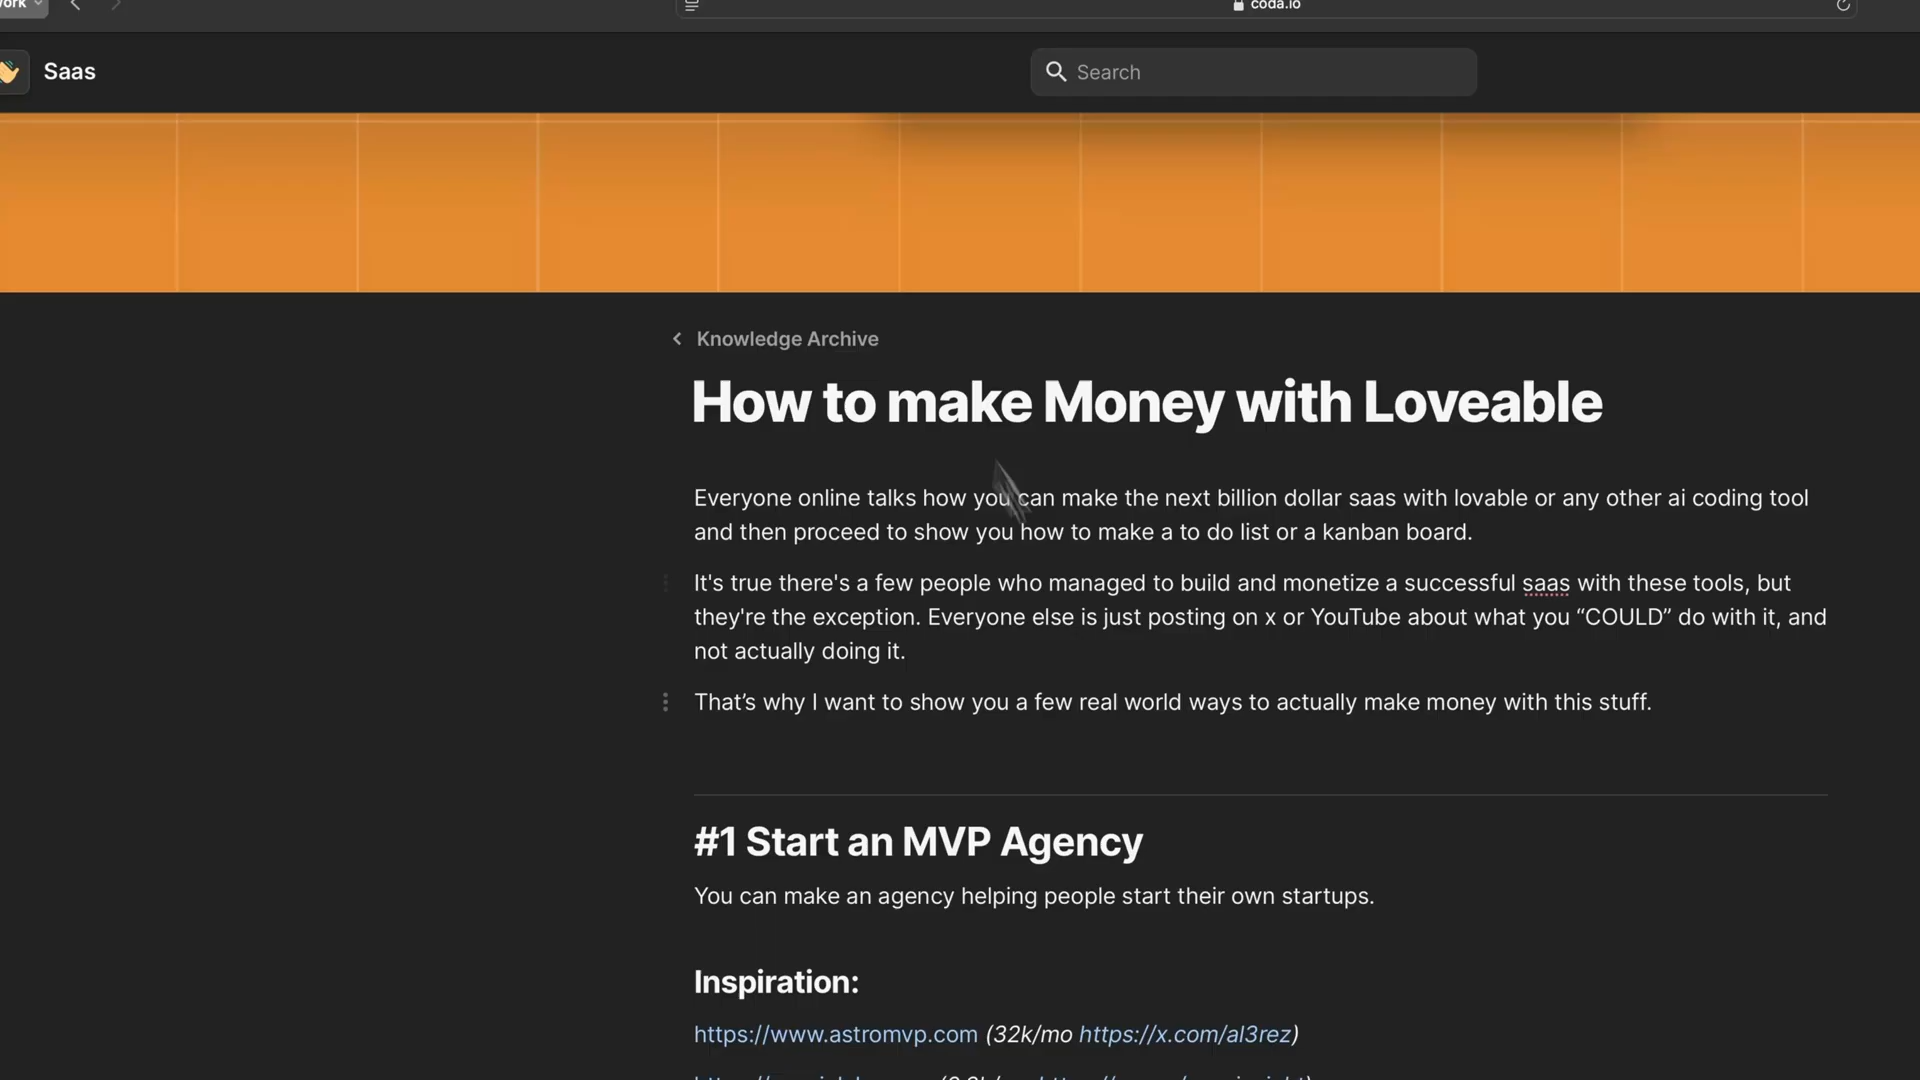 coda.io
Saas
Search
Knowledge Archive
How to make Money with Loveable
Everyone online talks how you can make the next billion dollar saas with lovable or any other ai coding tool
and then proceed to show you how to make a to do list or a kanban board.
It's true there's a few people who managed to build and monetize a successful saas with these tools, but
they're the exception. Everyone else is just posting on x or YouTube about what you “COULD” do with it, and
not actually doing it.
That’s why I want to show you a few real world ways to actually make money with this stuff.
#1 Start an MVP Agency
You can make an agency helping people start their own startups.
Inspiration:
https://www.astromvp.com (32k/mo https://x.com/al3rez)